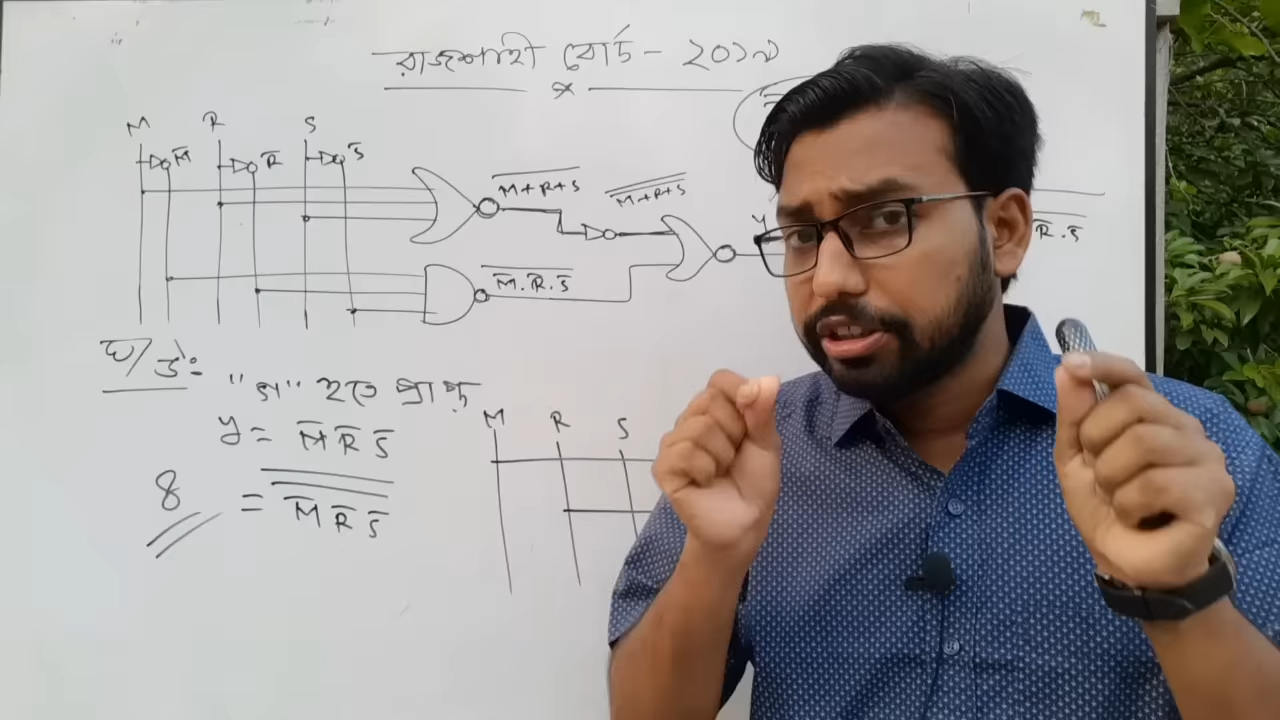 রাজশাহী বোর্ড - ২০১৯
M R S
M̅ R̅ S̅
M̅+̅R̅+̅S̅
M̿+̿R̿+̿S̿
Y
R̅.S̅
M̅.R̅.S̅
ঘ/ উঃ
"গ" হতে প্রাপ্ত
y = M̅ R̅ S̅
8 = M̅ R̅ S̅
M R S